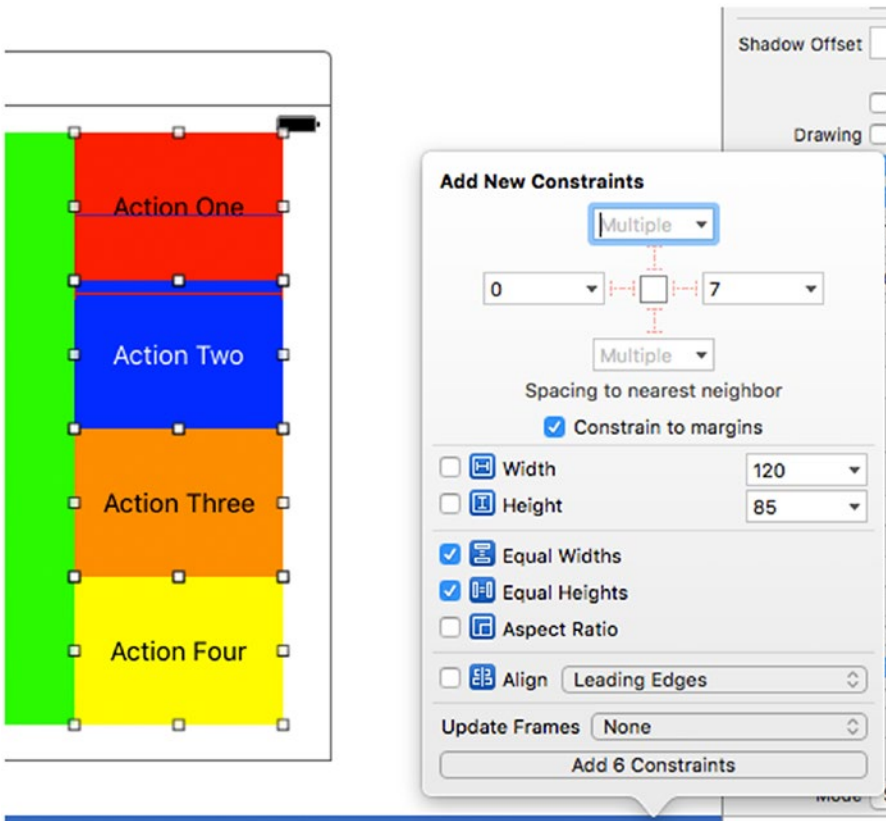 Shadow Offset
Drawing
Action One
Action Two
Action Three
Action Four
Add New Constraints
Multiple
0
7
Multiple
Spacing to nearest neighbor
Constrain to margins
Width 120
Height 85
Equal Widths
Equal Heights
Aspect Ratio
Align Leading Edges
Update Frames None
Add 6 Constraints
Mode